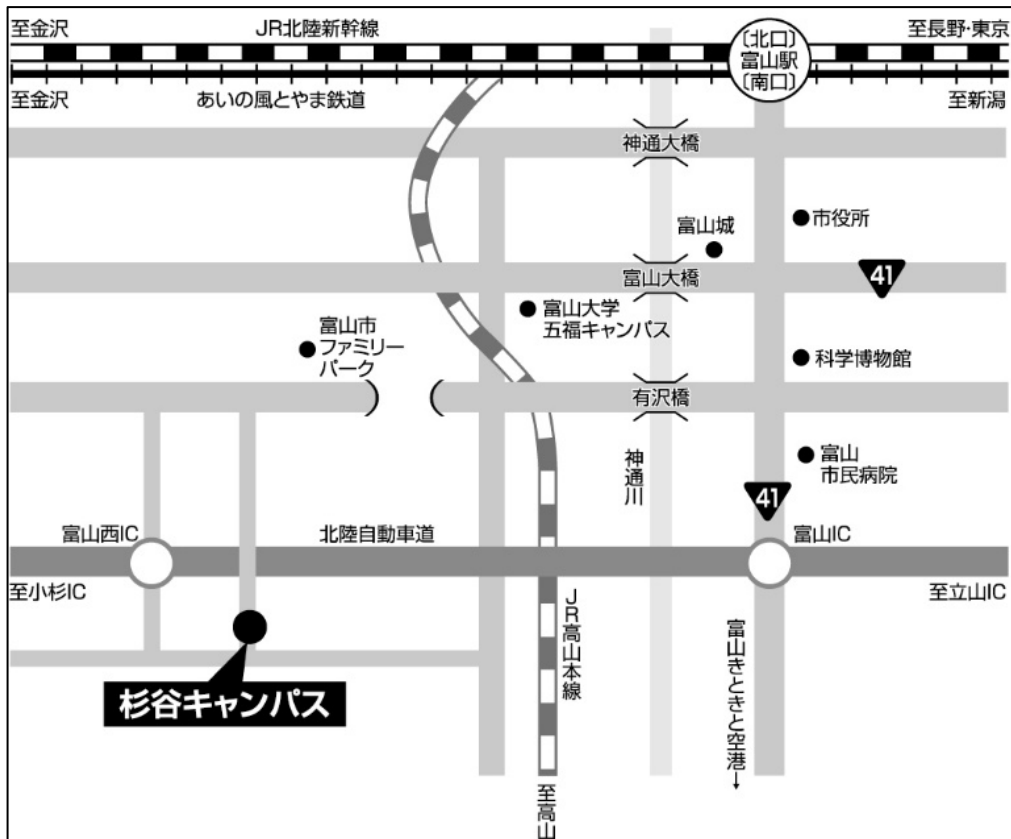 至金沢
JR北陸新幹線
至長野・東京
〔北口〕
富山駅
〔南口〕
至金沢
あいの風とやま鉄道
至新潟
神通大橋
市役所
富山城
富山大橋
41
富山大学
五福キャンパス
富山市
ファミリー
パーク
科学博物館
有沢橋
富山
市民病院
神通川
41
富山西IC
北陸自動車道
富山IC
至小杉IC
至立山IC
JR高山本線
富山きときと空港→
杉谷キャンパス
至高山